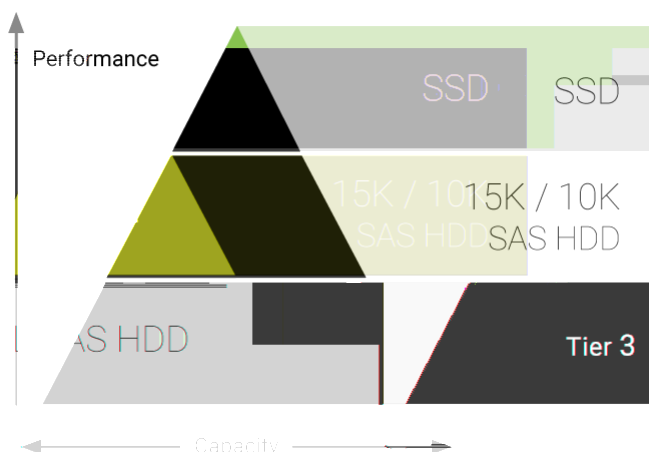 Performance
SSD
SSD
15K / 10K
15K / 10K
SAS HDD
SAS HDD
AS HDD
Tier 3
Capacity